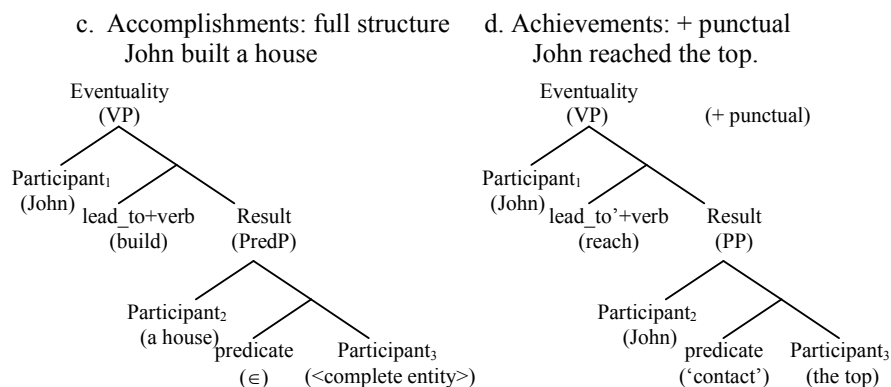 c. Accomplishments: full structure
John built a house
Eventuality
(VP)
Participant₁
(John)
lead_to+verb
(build)
Result
(PredP)
Participant₂
(a house)
predicate
(∈)
Participant₃
(<complete entity>)
d. Achievements: + punctual
John reached the top.
Eventuality
(VP)
(+ punctual)
Participant₁
(John)
lead_to’+verb
(reach)
Result
(PP)
Participant₂
(John)
predicate
(‘contact’)
Participant₃
(the top)